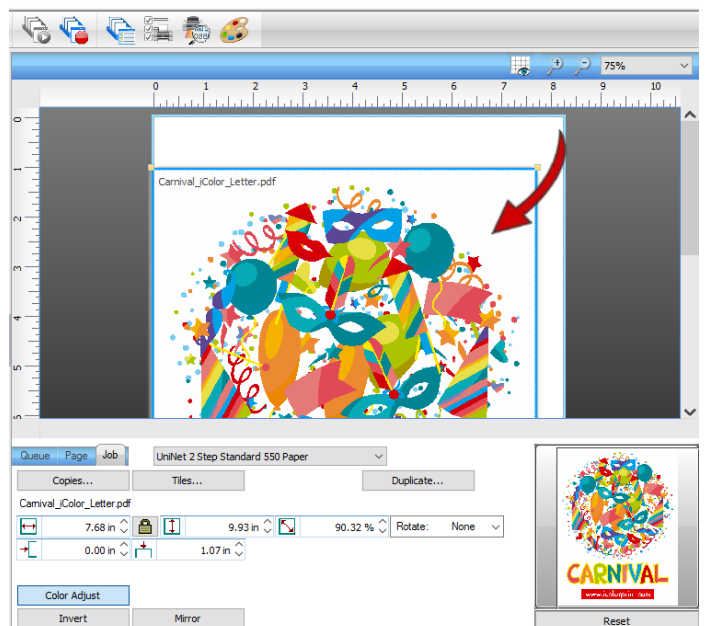 75%
0 1 2 3 4 5 6 7 8 9 10
0
1
2
3
4
5
Carnival_iColor_Letter.pdf
Queue Page Job UniNet 2 Step Standard 550 Paper
Copies... Tiles... Duplicate...
Carnival_iColor_Letter.pdf
7.68 in 9.93 in 90.32 % Rotate: None
0.00 in 1.07 in
Color Adjust
Invert Mirror
CARNIVAL
Reset